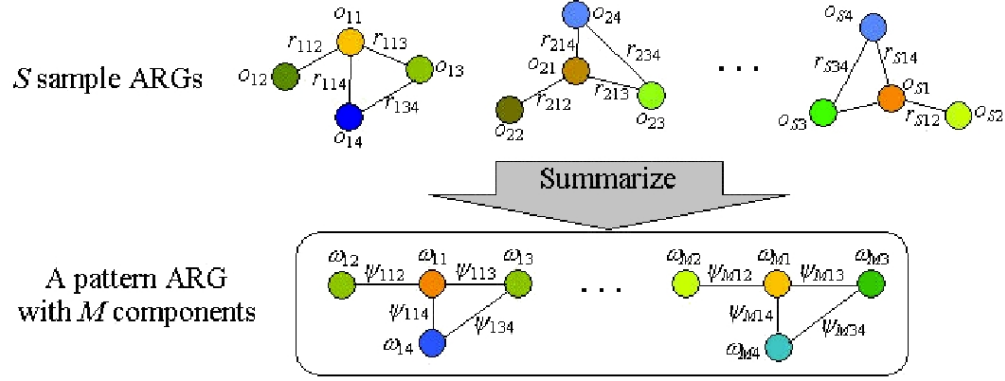 S sample ARGs
o11
r112
r113
o12
r114
o13
r134
o14
o24
r214
r234
o21
r212
r213
o22
o23
. . .
oS4
rS34
rS14
oS1
oS3
rS12
oS2
Summarize
A pattern ARG
with M components
ω12
ψ112
ω11
ψ113
ω13
ψ114
ψ134
ω14
. . .
ωM2
ψM12
ωM1
ψM13
ωM3
ψM14
ψM34
ωM4